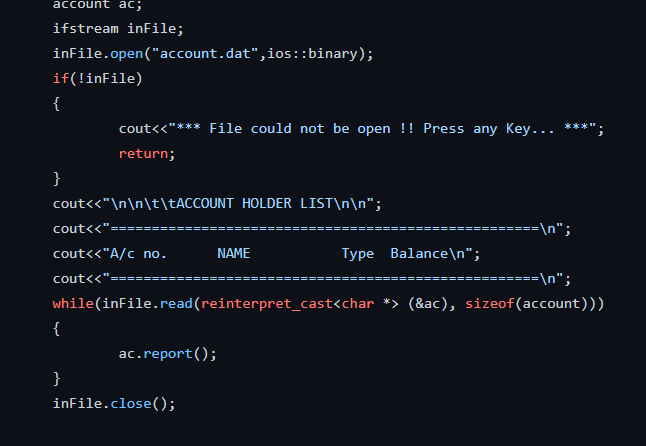 account ac;
ifstream inFile;
inFile.open("account.dat",ios::binary);
if(!inFile)
{
cout<<"*** File could not be open !! Press any Key... ***";
return;
}
cout<<"\n\n\t\tACCOUNT HOLDER LIST\n\n";
cout<<"====================================================\n";
cout<<"A/c no.      NAME           Type  Balance\n";
cout<<"====================================================\n";
while(inFile.read(reinterpret_cast<char *> (&ac), sizeof(account)))
{
ac.report();
}
inFile.close();